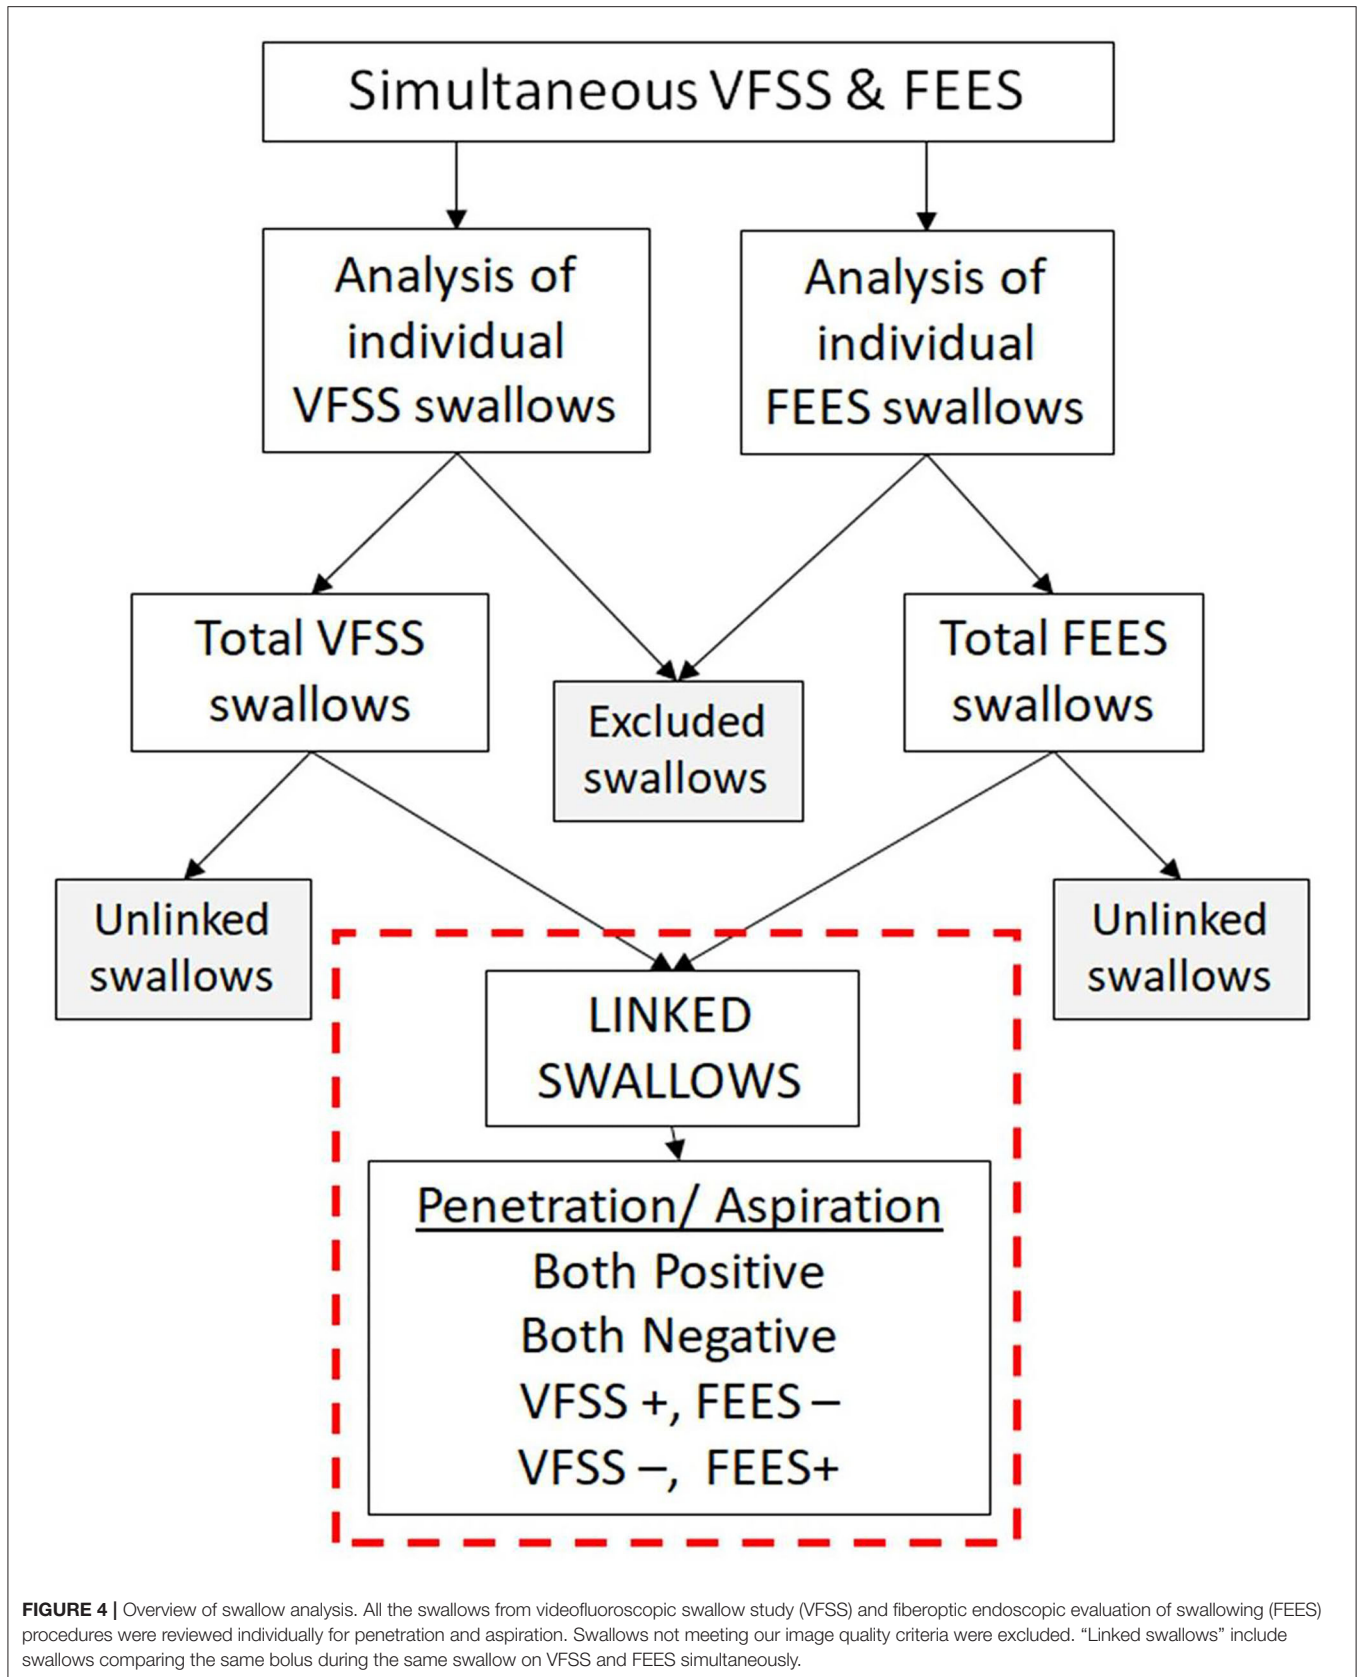 Simultaneous VFSS & FEES
Analysis of
individual
VFSS swallows
Analysis of
individual
FEES swallows
Total VFSS
swallows
Total FEES
swallows
Excluded
swallows
Unlinked
swallows
Unlinked
swallows
LINKED
SWALLOWS
Penetration/ Aspiration
Both Positive
Both Negative
VFSS +, FEES –
VFSS –, FEES+
FIGURE 4 | Overview of swallow analysis. All the swallows from videofluoroscopic swallow study (VFSS) and fiberoptic endoscopic evaluation of swallowing (FEES)
procedures were reviewed individually for penetration and aspiration. Swallows not meeting our image quality criteria were excluded. “Linked swallows” include
swallows comparing the same bolus during the same swallow on VFSS and FEES simultaneously.